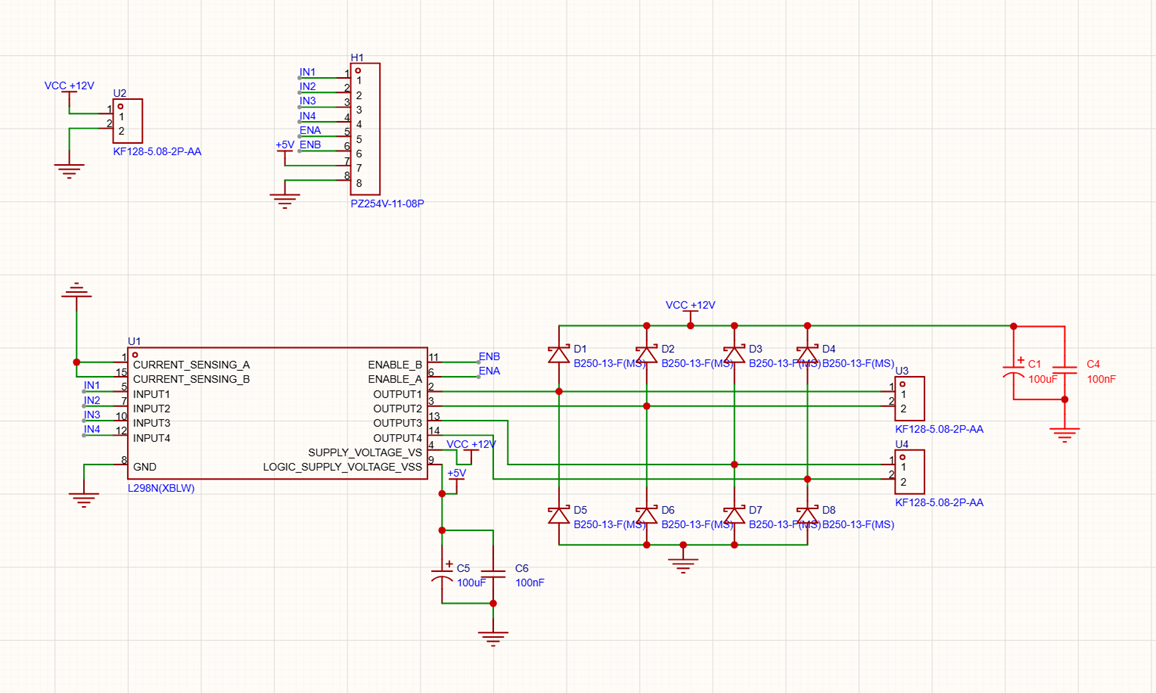 VCC +12V
U2
1
1
2
2
KF128-5.08-2P-AA
H1
IN1
1
1
IN2
2
2
IN3
3
3
IN4
4
4
ENA
5
5
+5V
ENB
6
6
7
7
8
8
PZ254V-11-08P
U1
1
CURRENT_SENSING_A
15
CURRENT_SENSING_B
IN1
5
INPUT1
IN2
7
INPUT2
IN3
10
INPUT3
IN4
12
INPUT4
8
GND
L298N(XBLW)
ENABLE_B
11
ENB
ENABLE_A
6
ENA
OUTPUT1
2
OUTPUT2
3
OUTPUT3
13
OUTPUT4
14
SUPPLY_VOLTAGE_VS
4
VCC +12V
LOGIC_SUPPLY_VOLTAGE_VSS
9
+5V
+
C5
100uF
C6
100nF
VCC +12V
D1
B250-13-F(MS)
D2
B250-13-F(MS)
D3
B250-13-F(MS)
D4
B250-13-F(MS)
U3
1
1
2
2
KF128-5.08-2P-AA
U4
1
1
2
2
KF128-5.08-2P-AA
D5
B250-13-F(MS)
D6
B250-13-F(MS)
D7
B250-13-F(MS)
D8
B250-13-F(MS)
+
C1
100uF
C4
100nF